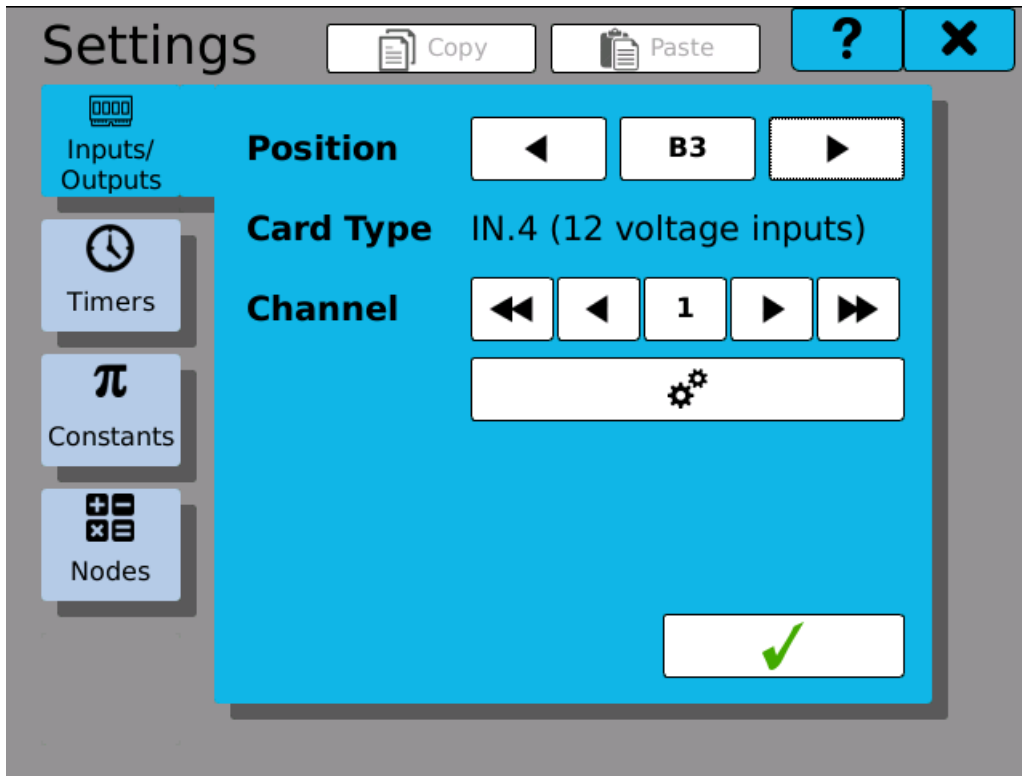 Settings
Copy
Paste
?
Inputs/
Outputs
Position
B3
Card Type
IN.4 (12 voltage inputs)
Timers
Channel
1
π
Constants
Nodes